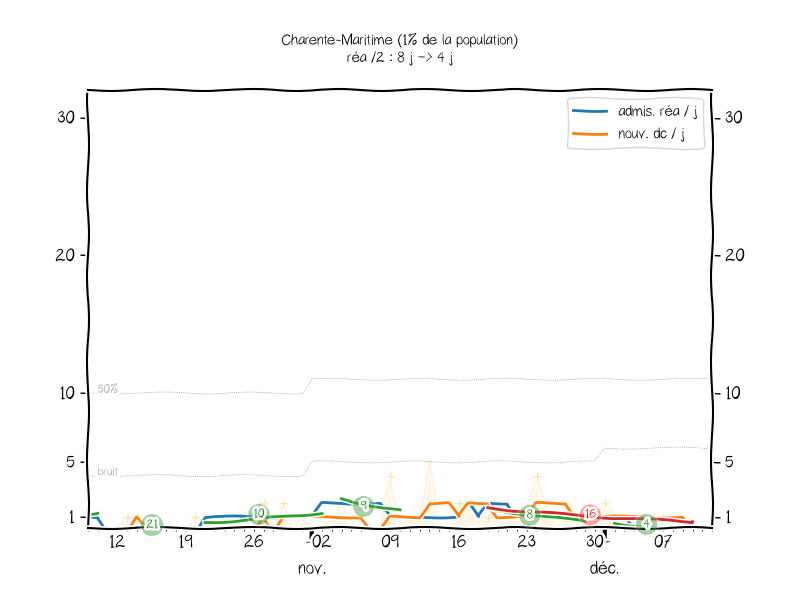 Charente-Maritime (1% de la population)
réa /2 : 8 j -> 4 j
admis. réa / j
nouv. dc / j
30 30
20 20
50%
10 10
bruit
5 5
1 1
21 10 9 8 16 4
12 19 26 02 09 16 23 30 07
nov. déc.